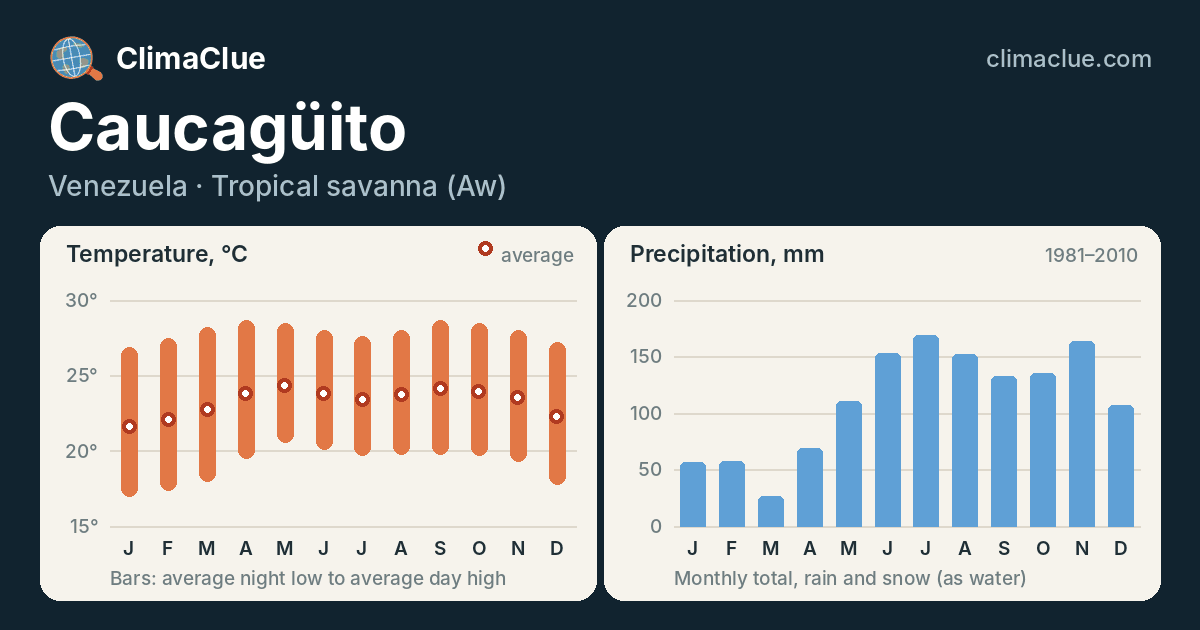 ClimaClue
climaclue.com
Caucagüito
Venezuela · Tropical savanna (Aw)
Temperature, °C
average
30°
25°
20°
15°
J F M A M J J A S O N D
Bars: average night low to average day high
Precipitation, mm
1981–2010
200
150
100
50
0
J F M A M J J A S O N D
Monthly total, rain and snow (as water)